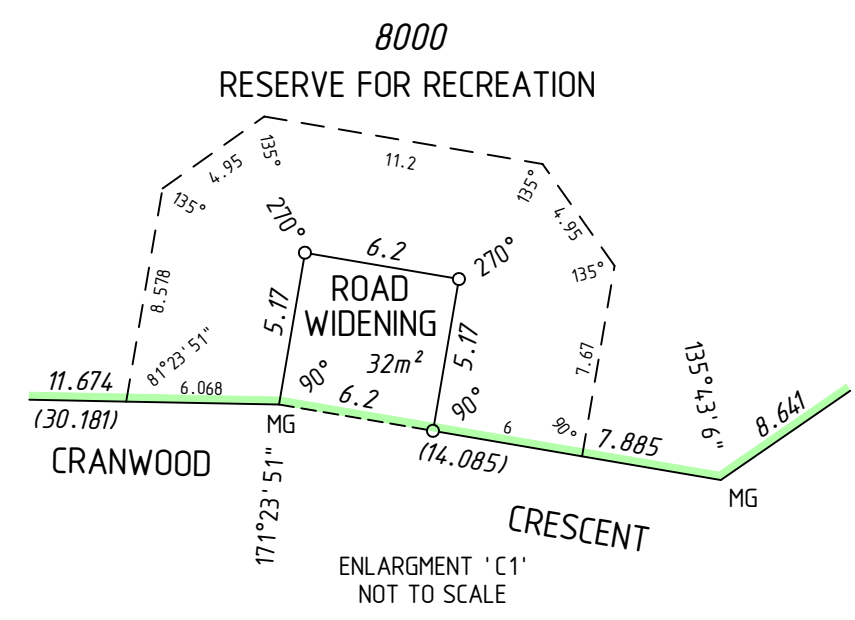 8000
RESERVE FOR RECREATION
135°
11.2
4.95
135°
135°
270°
4.95
6.2
270°
135°
8.578
ROAD
WIDENING
5.17
5.17
32m²
7.67
135°43'6"
81°23'51"
11.674
6.068
90°
6.2
90°
6
90°
7.885
8.641
(30.181)
MG
(14.085)
CRANWOOD
171°23'51"
MG
CRESCENT
ENLARGMENT 'C1'
NOT TO SCALE